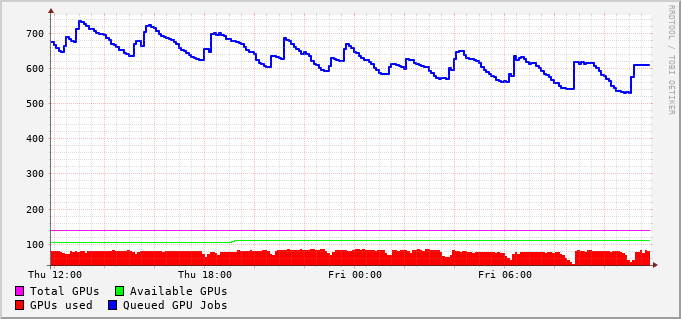 700
600
500
400
300
200
100
Thu 12:00 Thu 18:00 Fri 00:00 Fri 06:00
Total GPUs Available GPUs
GPUs used Queued GPU Jobs
RRDTOOL / TOBI OETIKER